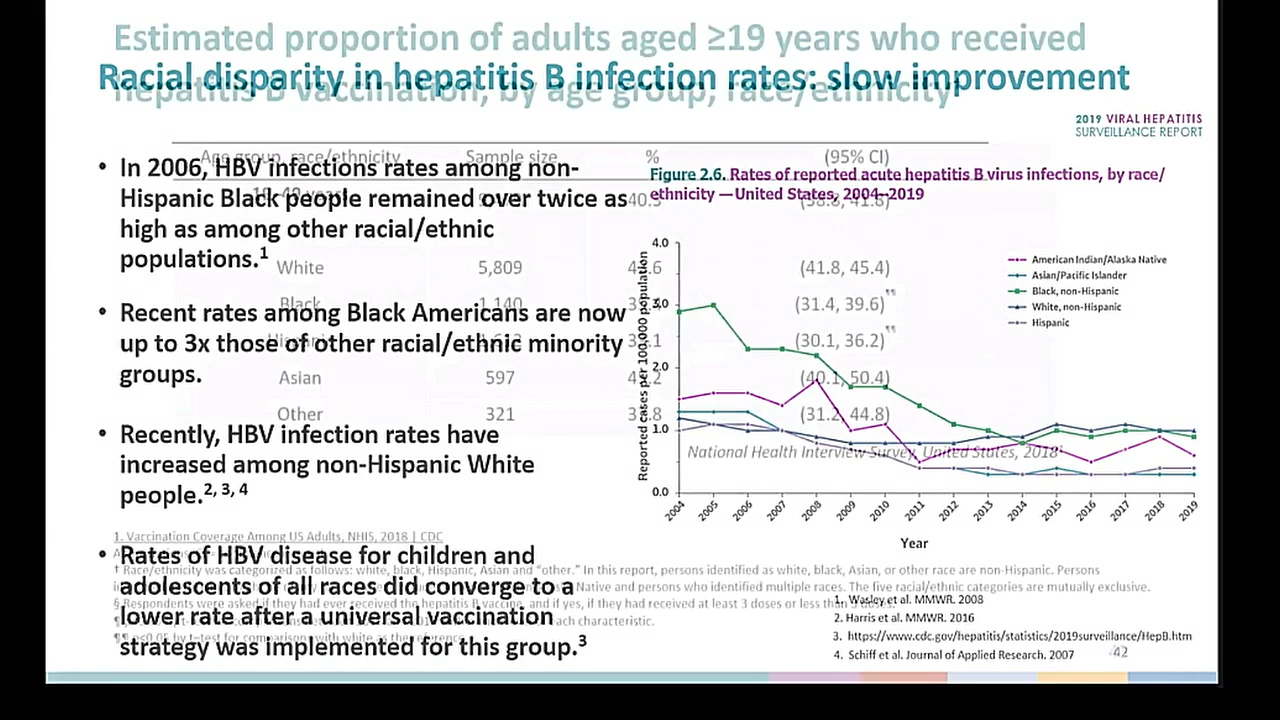 Estimated proportion of adults aged ≥19 years who received
hepatitis B vaccination, by age group, race/ethnicity
Racial disparity in hepatitis B infection rates: slow improvement
2019 VIRAL HEPATITIS
SURVEILLANCE REPORT
Age group, race/ethnicity Sample size % (95% CI)
White 5,809 (41.8, 45.4)
Black 1,140 (31.4, 39.6)¶¶
Hispanic (30.1, 36.2)¶¶
Asian 597 (40.1, 50.4)
Other 321 (31.2, 44.8)
National Health Interview Survey, United States, 2018
• In 2006, HBV infections rates among non-
Hispanic Black people remained over twice as
high as among other racial/ethnic
populations.1
• Recent rates among Black Americans are now
up to 3x those of other racial/ethnic minority
groups.
• Recently, HBV infection rates have
increased among non-Hispanic White
people.2, 3, 4
• Rates of HBV disease for children and
adolescents of all races did converge to a
lower rate after a universal vaccination
strategy was implemented for this group.3
Figure 2.6. Rates of reported acute hepatitis B virus infections, by race/
ethnicity —United States, 2004–2019
Reported cases per 100,000 population
4.0
3.0
2.0
1.0
0.0
American Indian/Alaska Native
Asian/Pacific Islander
Black, non-Hispanic
White, non-Hispanic
Hispanic
2004 2005 2006 2007 2008 2009 2010 2011 2012 2013 2014 2015 2016 2017 2018 2019
Year
1. Vaccination Coverage Among US Adults, NHIS, 2018 | CDC
† Race/ethnicity was categorized as follows: white, black, Hispanic, Asian and “other.” In this report, persons identified as white, black, Asian, or other race are non-Hispanic. Persons
Native and persons who identified multiple races. The five racial/ethnic categories are mutually exclusive.
§ Respondents were asked if they had ever received the hepatitis B vaccine, and if yes, if they had received at least 3 doses or less than 3 doses.
each characteristic.
¶¶ p<0.05 by t–test for comparisons with white as the reference.
1. Wasley et al. MMWR. 2008
2. Harris et al. MMWR. 2016
3. https://www.cdc.gov/hepatitis/statistics/2019surveillance/HepB.htm
4. Schiff et al. Journal of Applied Research. 2007
42